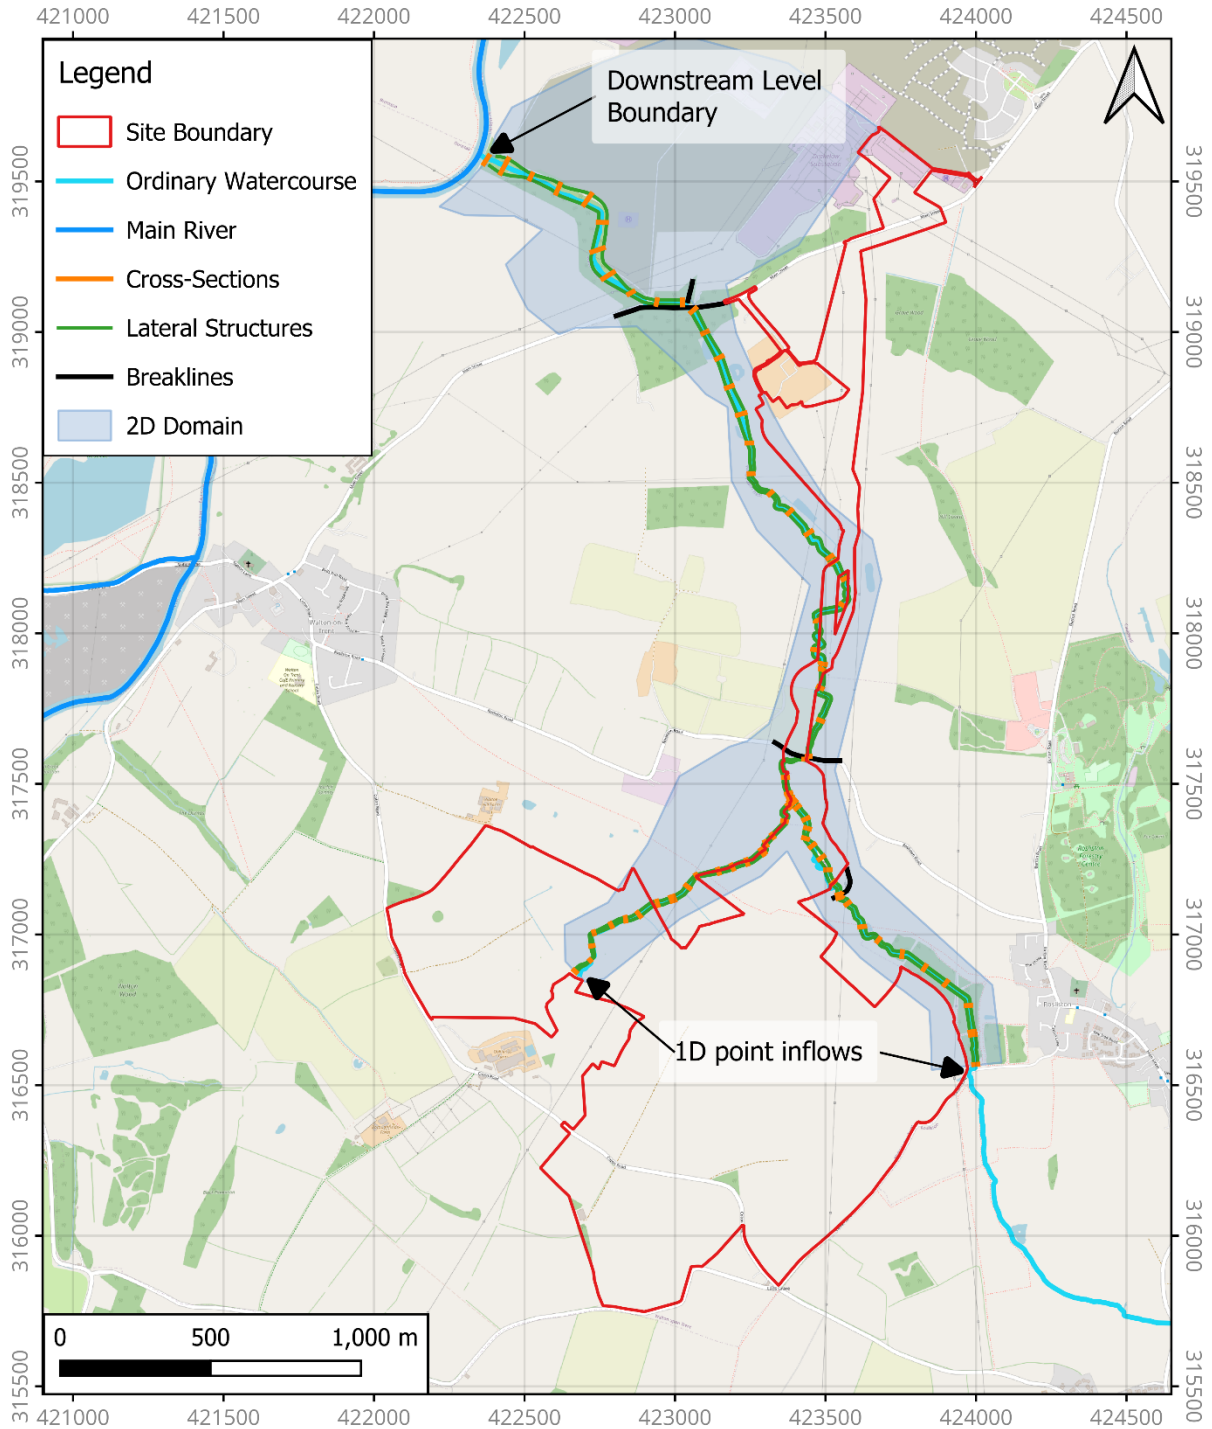 421000 421500 422000 422500 423000 423500 424000 424500
Legend
Site Boundary
Ordinary Watercourse
Main River
Cross-Sections
Lateral Structures
Breaklines
2D Domain
Downstream Level
Boundary
319500
319000
318500
318000
317500
317000
316500
316000
315500
319500
319000
318500
318000
317500
317000
316500
316000
315500
Walton on
Trent
1D point inflows
0 500 1,000 m
421000 421500 422000 422500 423000 423500 424000 424500